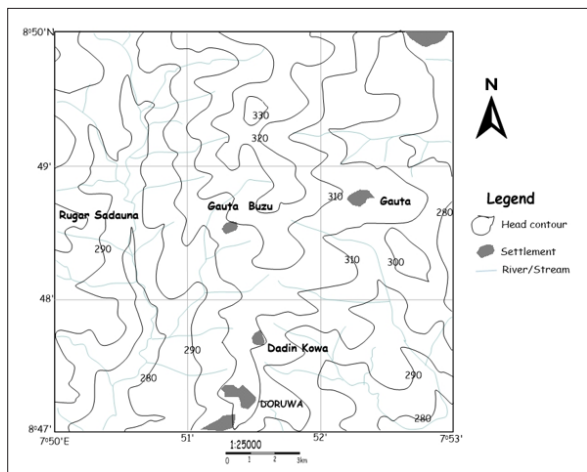 8°50'N
N
330
320
49'
Gauta Buzu
310
Gauta
Legend
Rugar Sadauna
280
Head contour
290
310
300
Settlement
River/Stream
48'
Dadin Kowa
290
290
280
DORUWA
280
8°47'
7°50'E
51'
52'
7°53'
1:25000
0
1
2
3km